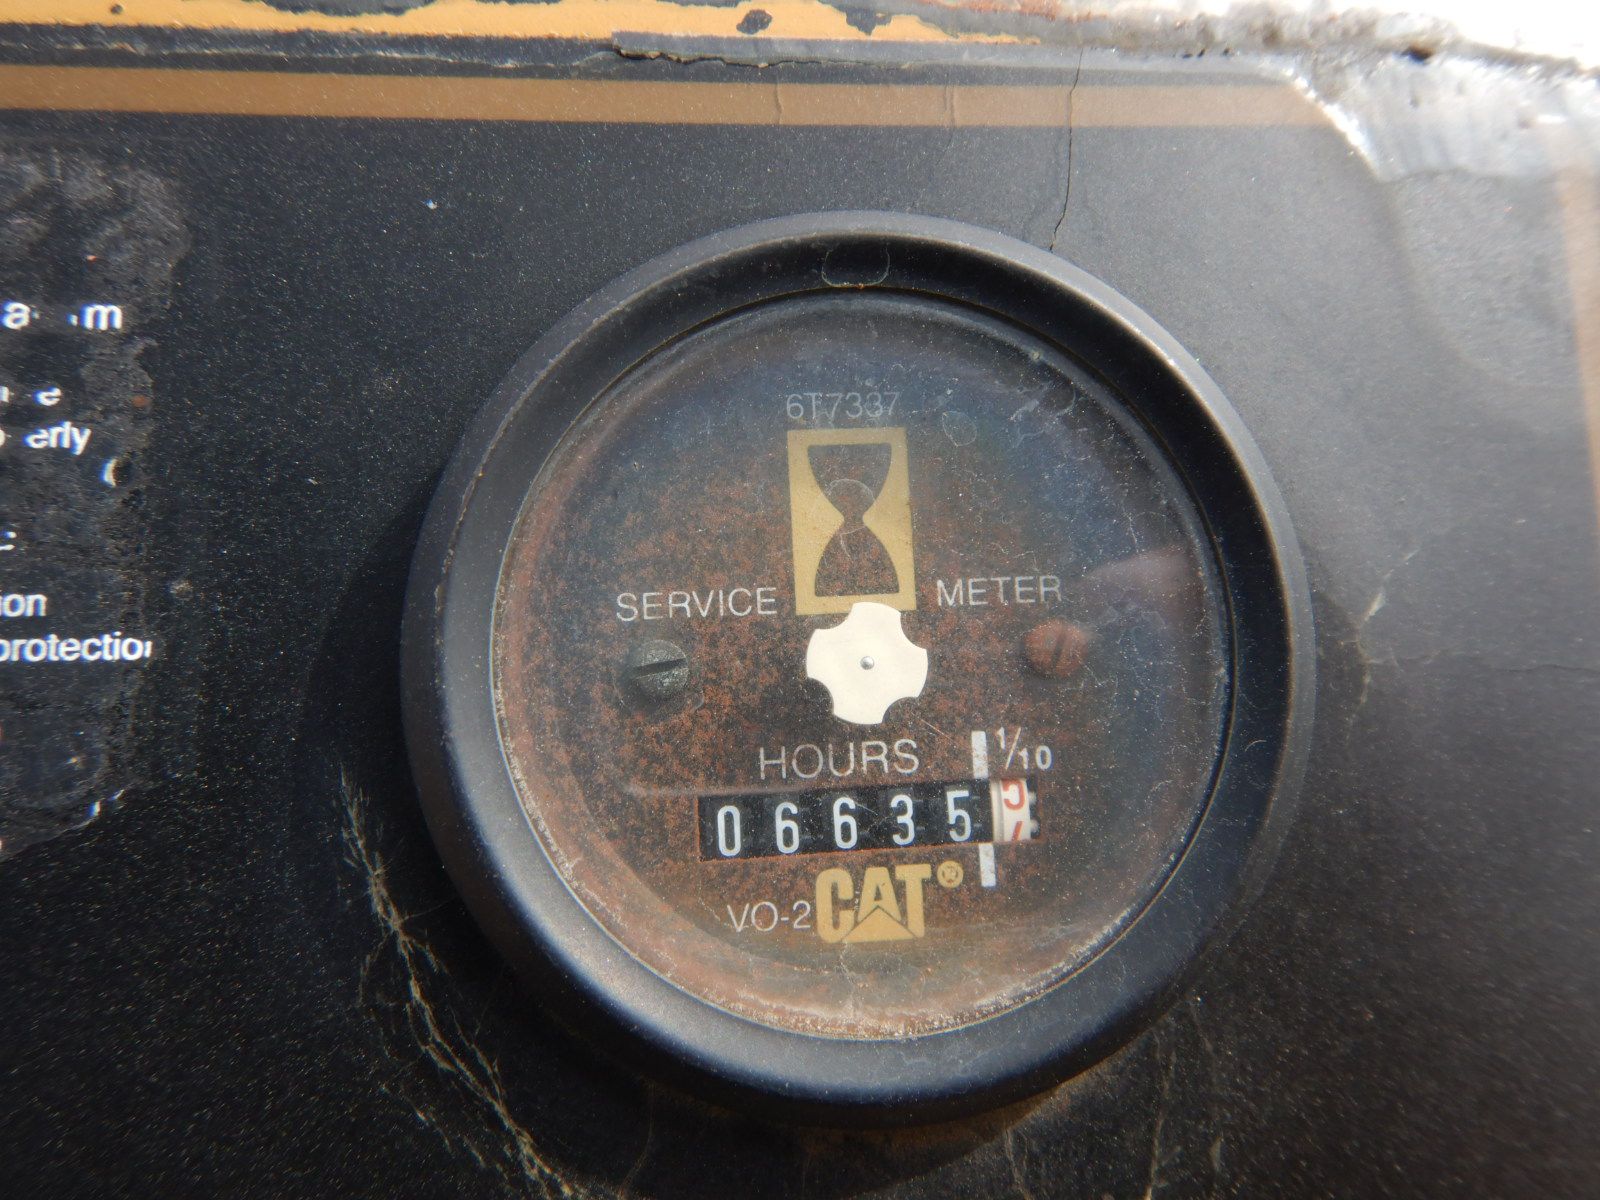 erly
ion
protection
6T7337
SERVICE METER
HOURS 1/10
06635
VO-2 CAT®